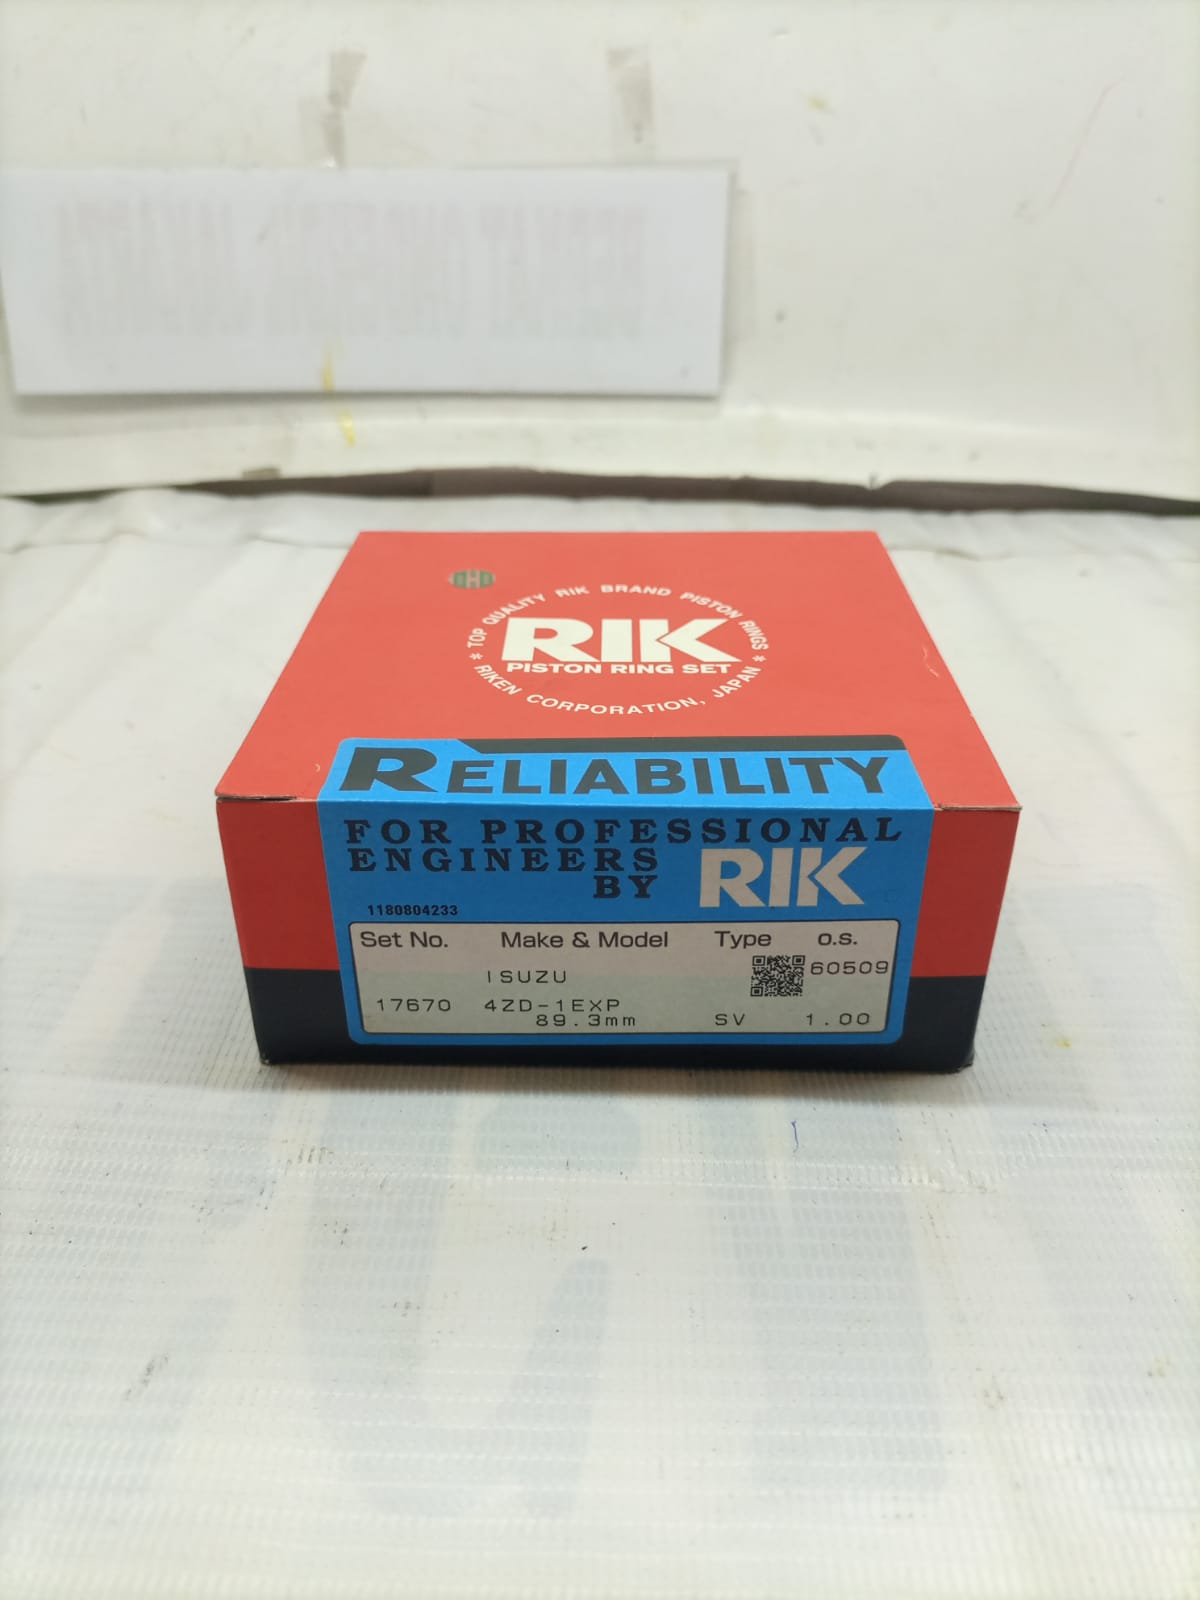 * TOP QUALITY RIK BRAND PISTON RINGS *
RIK
PISTON RING SET
RIKEN CORPORATION, JAPAN
RELIABILITY
FOR PROFESSIONAL
ENGINEERS
BY RIK
1180804233
Set No. Make & Model Type O.S.
ISUZU 60509
17670 4ZD-1EXP
89.3mm SV 1.00